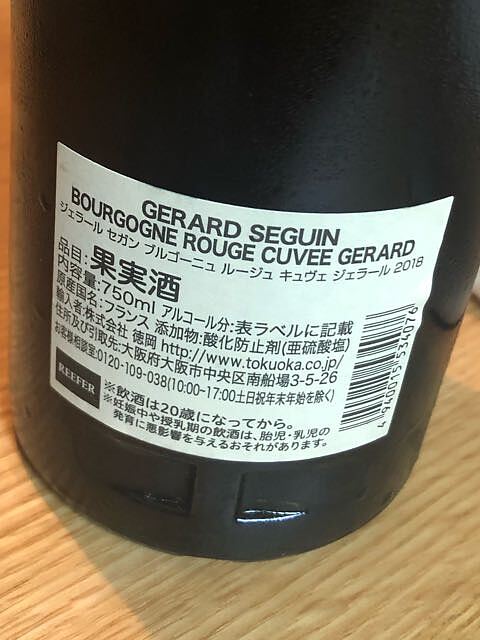 GERARD SEGUIN
BOURGOGNE ROUGE CUVEE GERARD
ジェラール セガン ブルゴーニュ ルージュ キュヴェ ジェラール 2018
品目:果実酒
内容量:750ml アルコール分:表ラベルに記載
原産国名:フランス 添加物:酸化防止剤(亜硫酸塩)
輸入者:株式会社 徳岡 http://www.tokuoka.co.jp/
住所及び引取先:大阪府大阪市中央区南船場3-5-26
お客様相談室:0120-109-038(10:00~17:00土日祝年末年始を除く)
REEFER
※飲酒は20歳になってから。
※妊娠中や授乳期の飲酒は、胎児・乳児の
発育に悪影響を与えるおそれがあります。
4 940035 534076